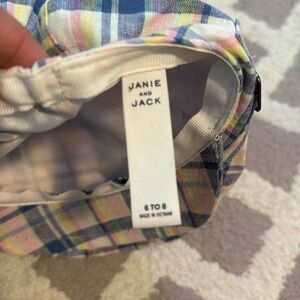 JANIE
AND
JACK
6 TO 8
MADE IN VIETNAM